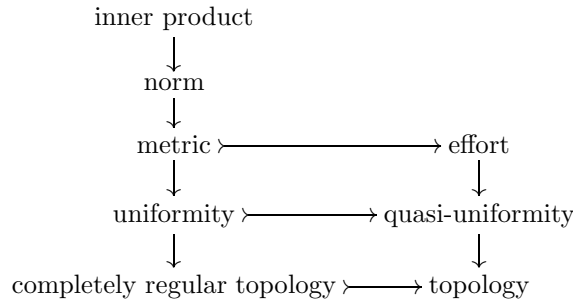 inner product
norm
metric effort
uniformity quasi-uniformity
completely regular topology topology